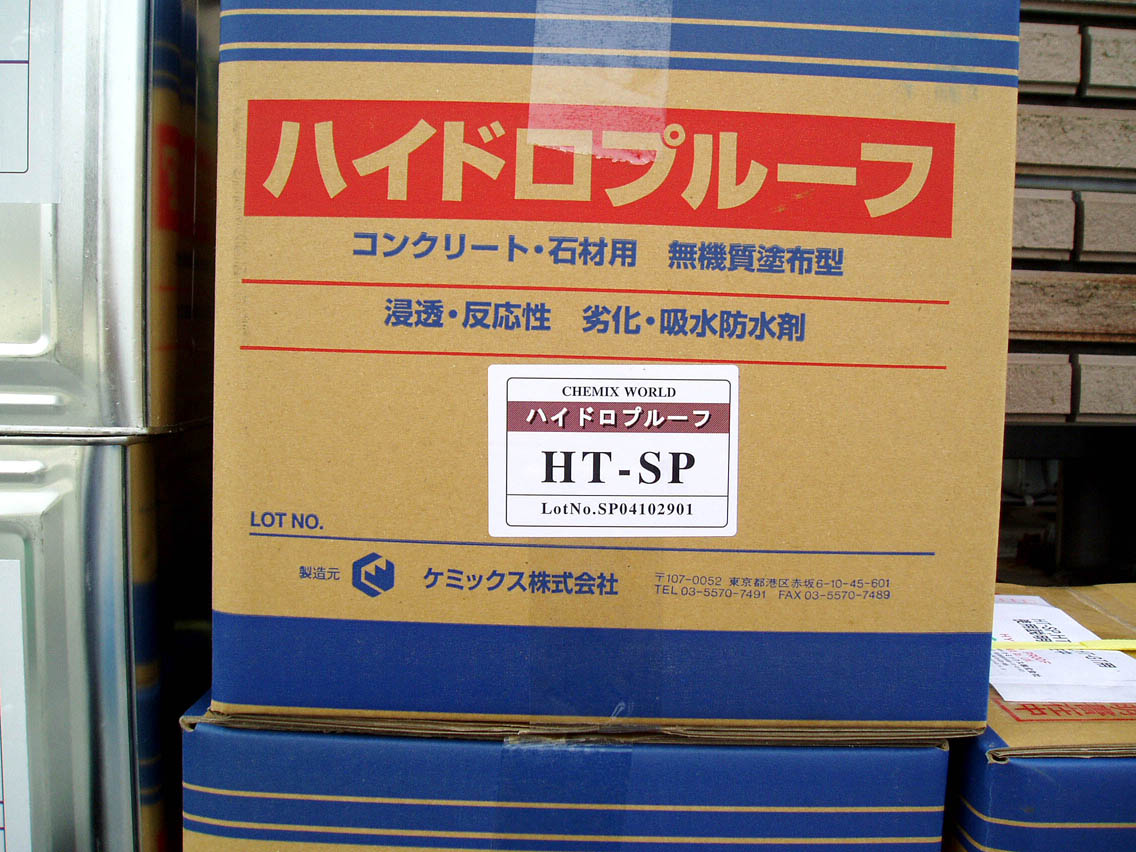 ハイドロプルーフ
コンクリート・石材用 無機質塗布型
浸透・反応性 劣化・吸水防水剤
CHEMIX WORLD
ハイドロプルーフ
HT-SP
LotNo.SP04102901
LOT NO.
製造元 ケミックス株式会社 〒107-0052 東京都港区赤坂6-10-45-601
TEL 03-5570-7491 FAX 03-5570-7489